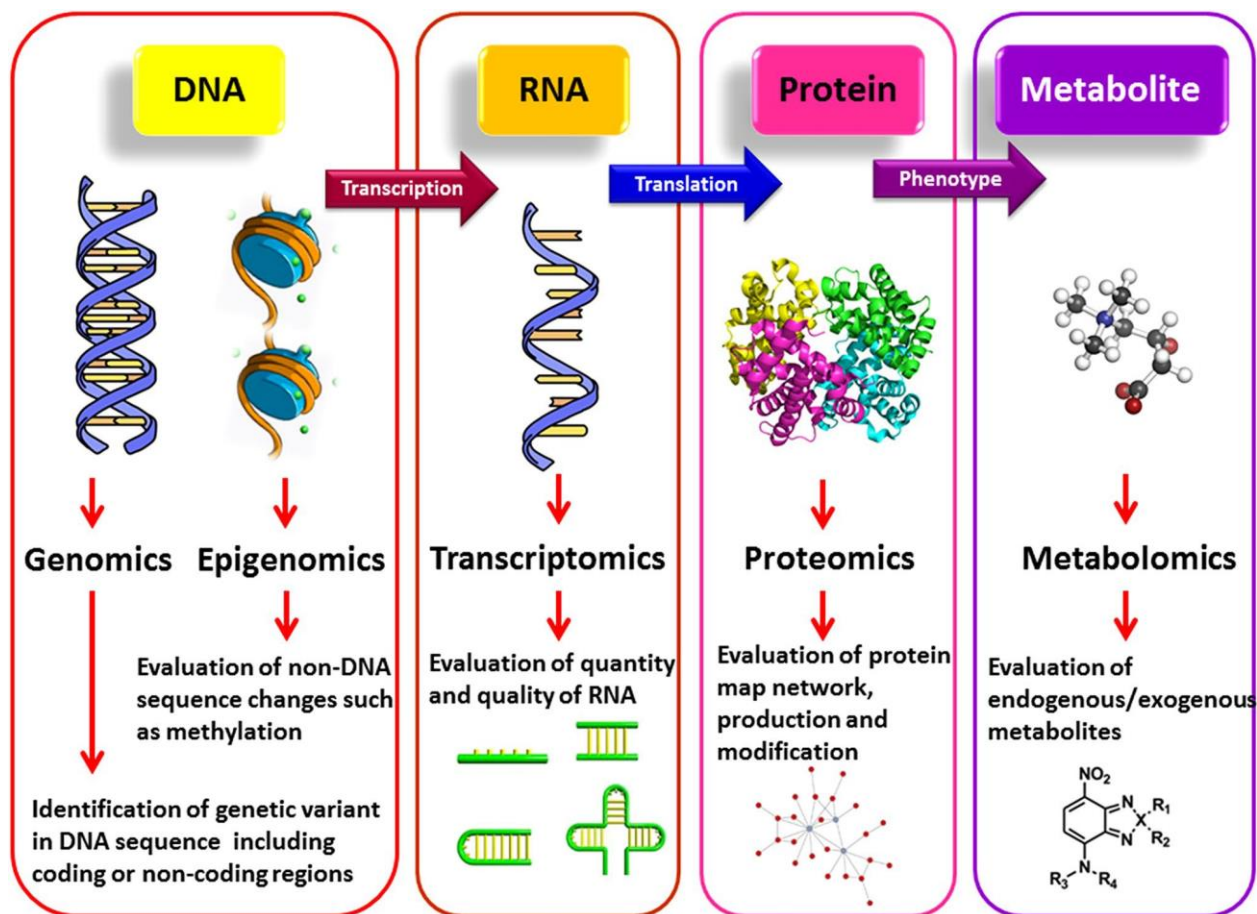 DNA
RNA
Protein
Metabolite
Transcription
Translation
Phenotype
Genomics
Epigenomics
Transcriptomics
Proteomics
Metabolomics
Evaluation of non-DNA
sequence changes such
as methylation
Identification of genetic variant
in DNA sequence including
coding or non-coding regions
Evaluation of quantity
and quality of RNA
Evaluation of protein
map network,
production and
modification
Evaluation of
endogenous/exogenous
metabolites
NO₂
N
R₁
X
N
R₂
N
R₃
R₄